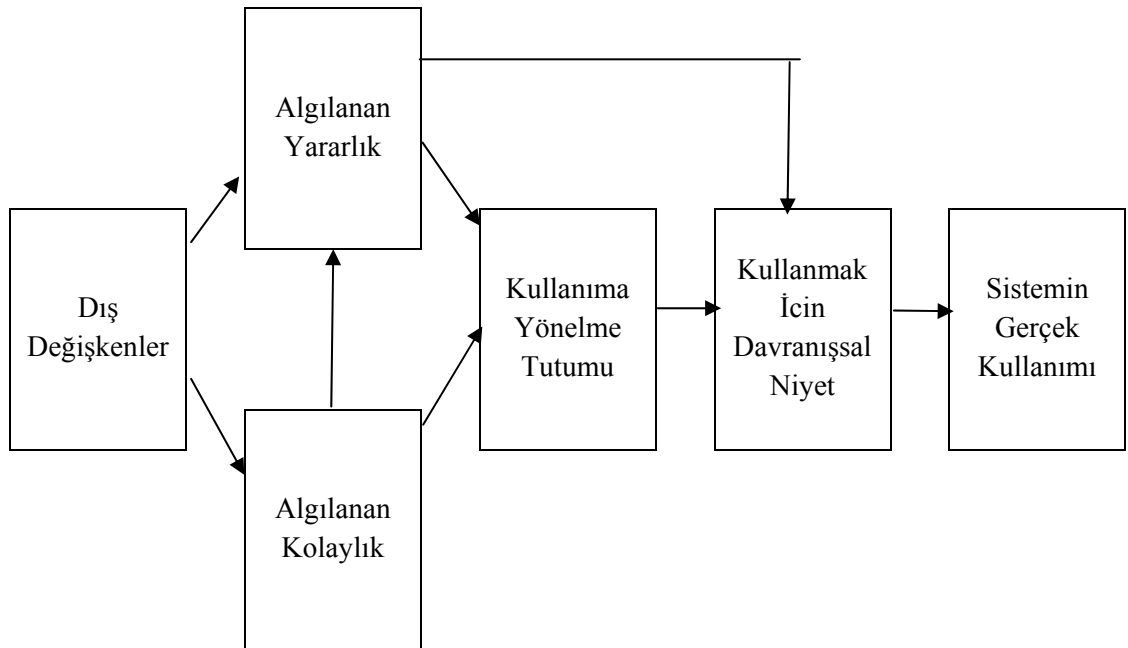 Algılanan
Yararlık
Dış
Değişkenler
Algılanan
Kolaylık
Kullanıma
Yönelme
Tutumu
Kullanmak
İcin
Davranışsal
Niyet
Sistemin
Gerçek
Kullanımı